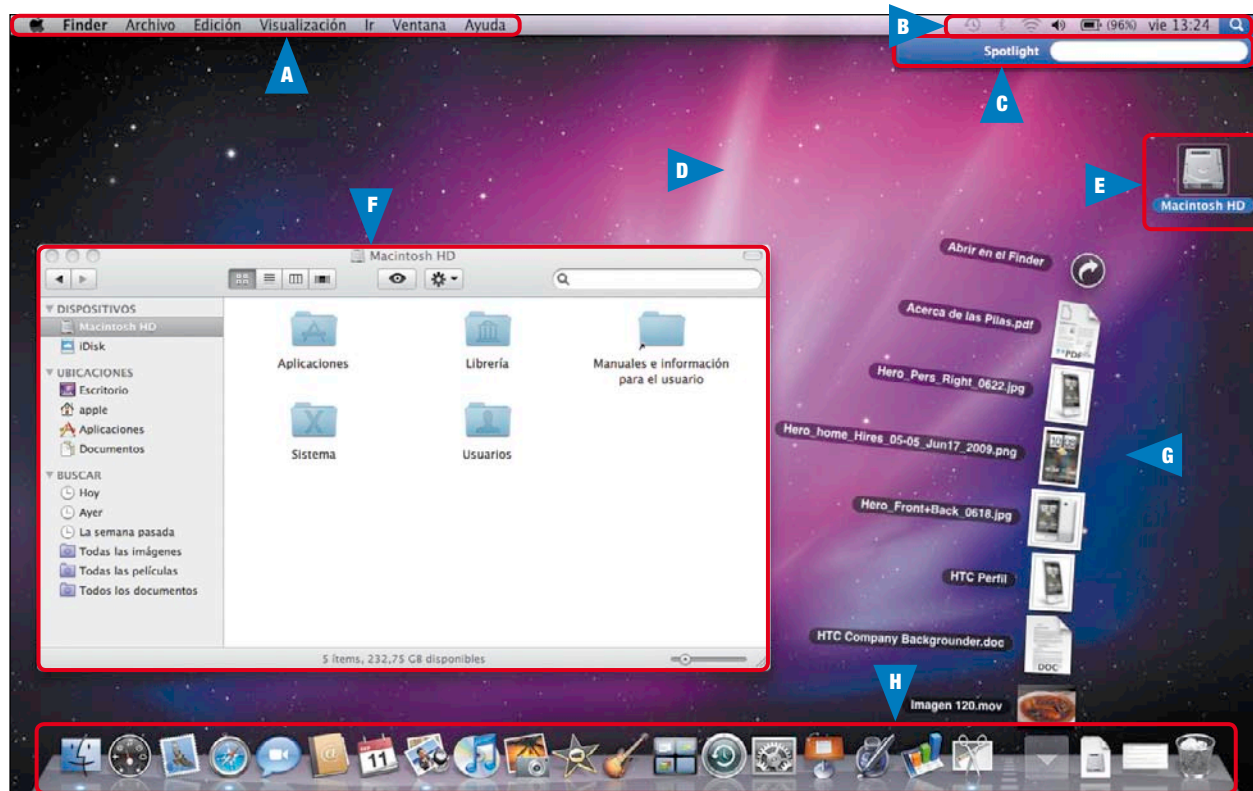 Finder Archivo Edición Visualización Ir Ventana Ayuda
B
(96%) vie 13:24
A
Spotlight
C
D
E
Macintosh HD
F
Macintosh HD
DISPOSITIVOS
Macintosh HD
iDisk
UBICACIONES
Escritorio
apple
Aplicaciones
Documentos
BUSCAR
Hoy
Ayer
La semana pasada
Todas las imágenes
Todas las películas
Todos los documentos
Aplicaciones
Librería
Manuales e información
para el usuario
Sistema
Usuarios
5 ítems, 232,75 GB disponibles
Abrir en el Finder
Acerca de las Pilas.pdf
PDF
Hero_Pers_Right_0622.jpg
Hero_home_Hires_05-05_Jun17_2009.png
G
Hero_Front+Back_0618.jpg
HTC Perfil
HTC Company Backgrounder.doc
DOC
H
Imagen 120.mov
11